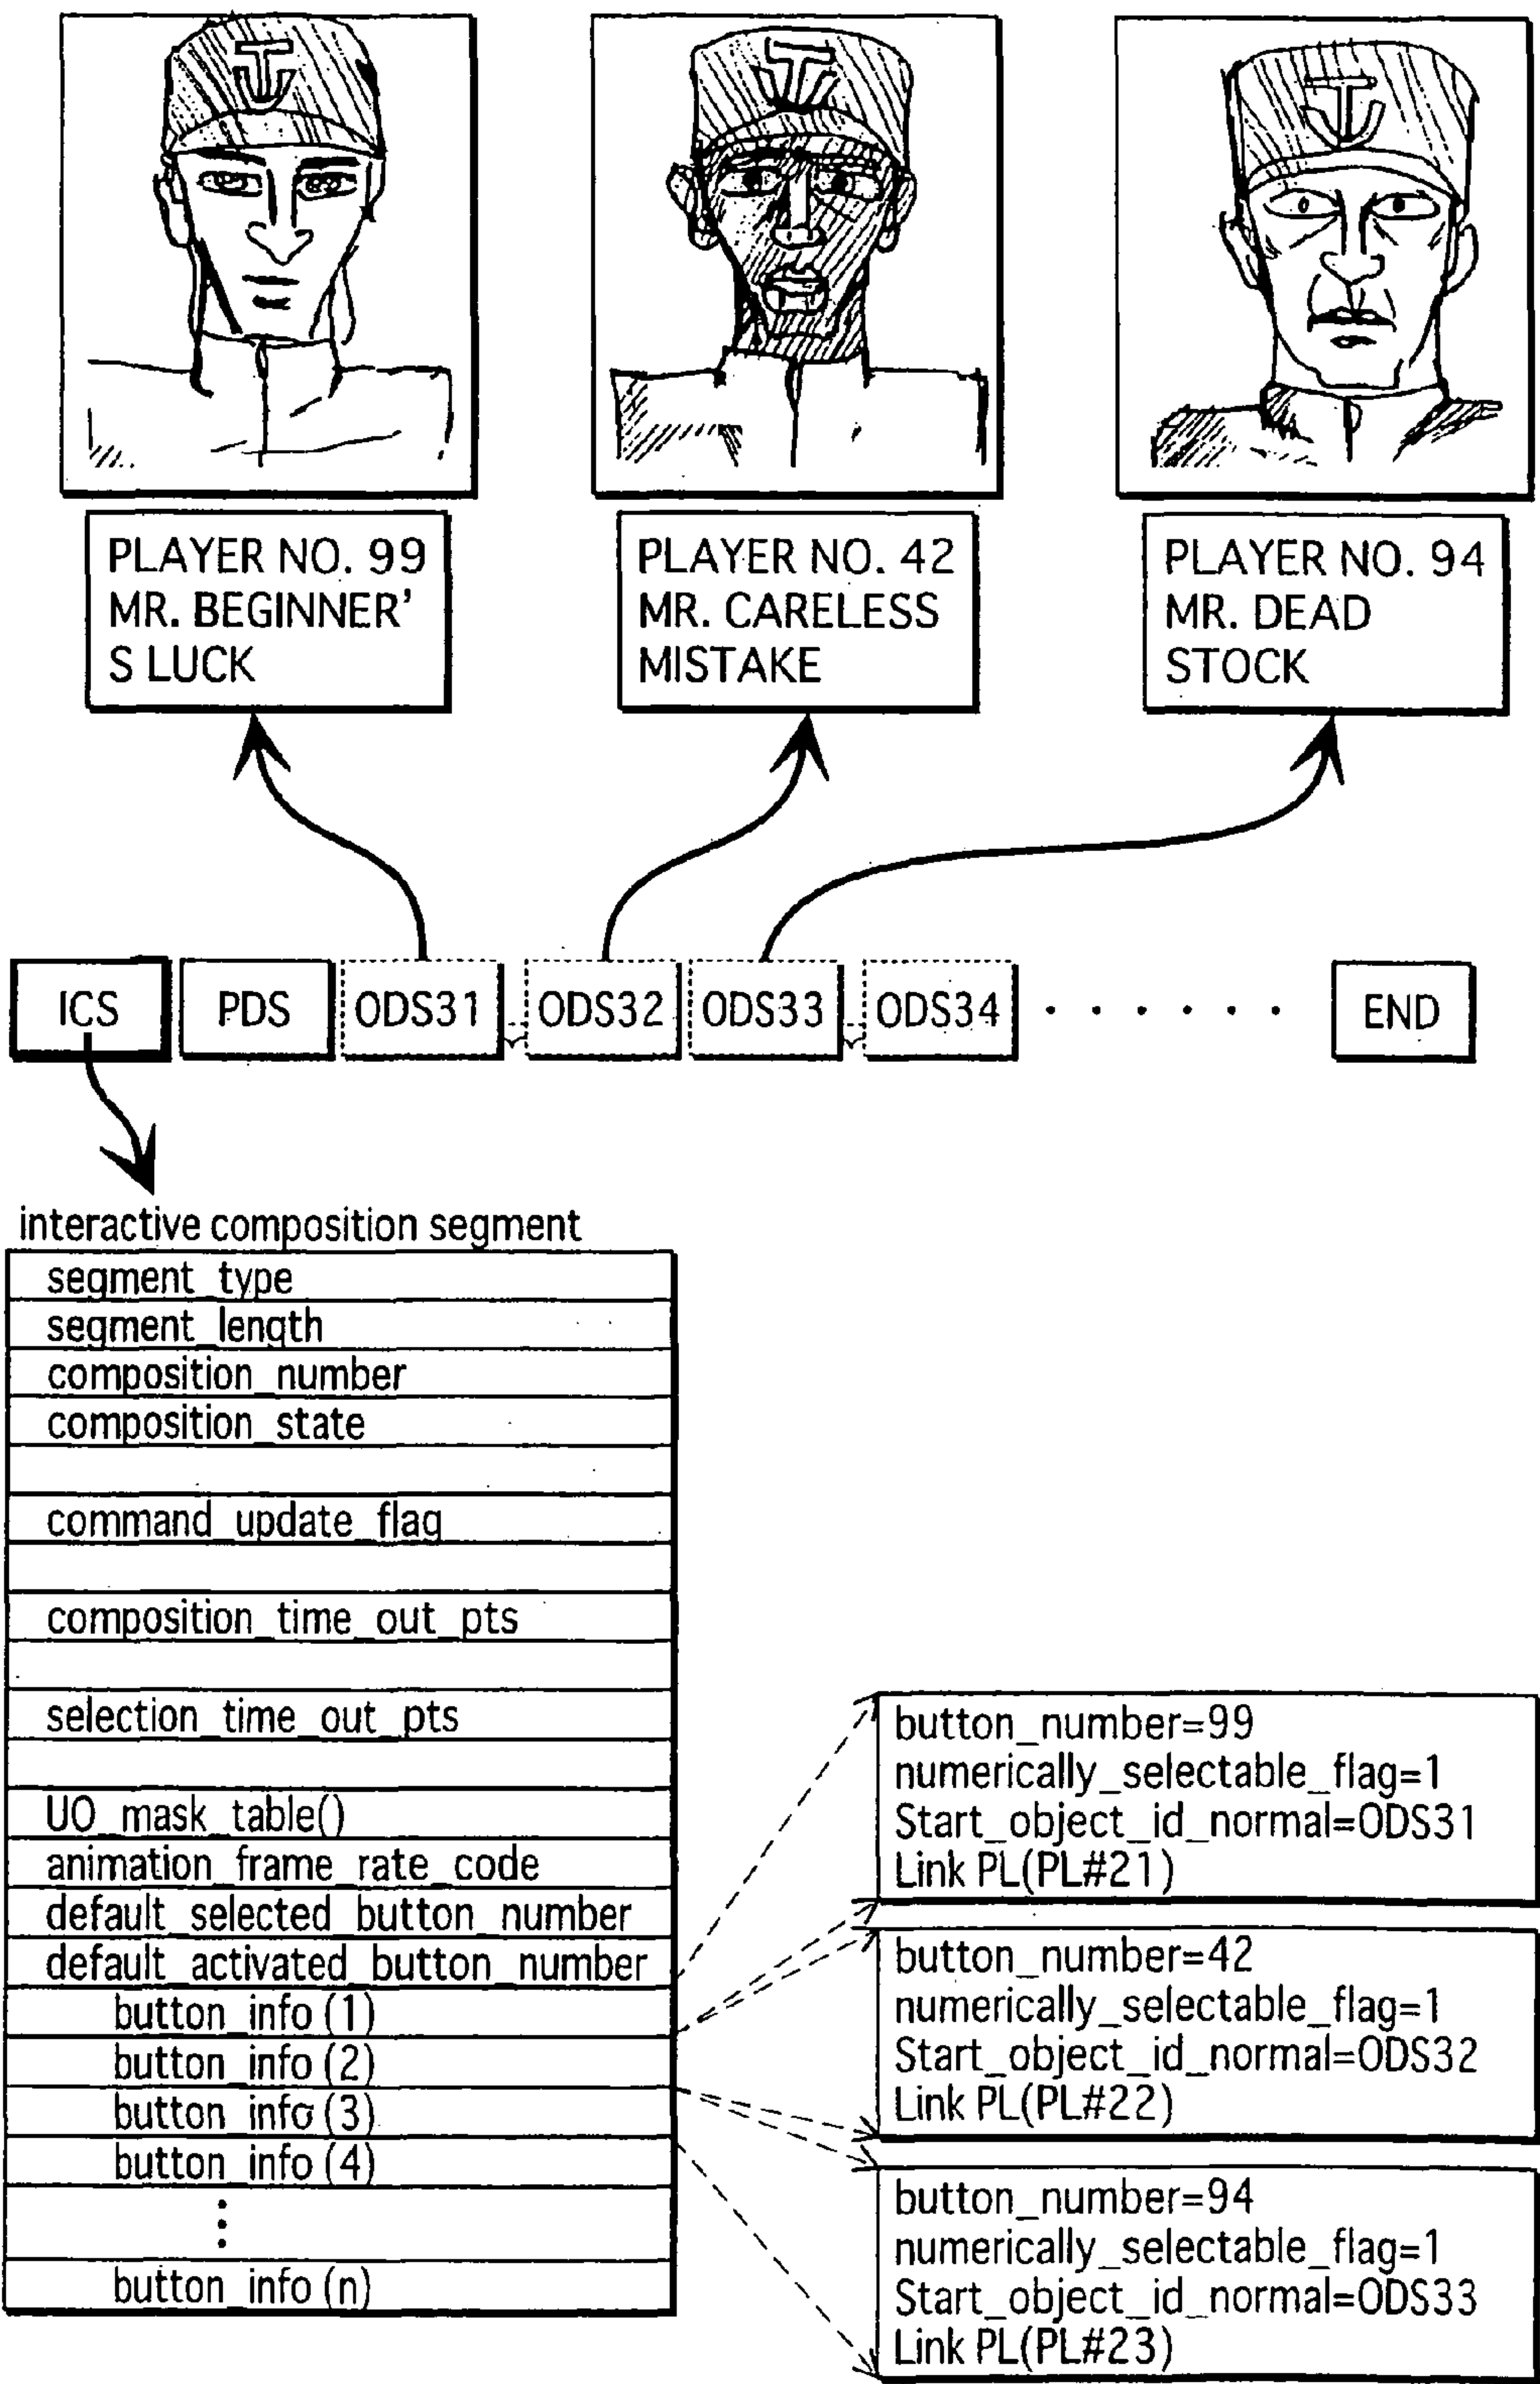 PLAYER NO. 99
MR. BEGINNER'
S LUCK
PLAYER NO. 42
MR. CARELESS
MISTAKE
PLAYER NO. 94
MR. DEAD
STOCK
ICS
PDS
ODS31
ODS32
ODS33
ODS34
. . . . . . .
END
interactive composition segment
segment_type
segment_length
composition_number
composition_state
command_update_flag
composition_time_out_pts
selection_time_out_pts
UO_mask_table()
animation_frame_rate_code
default_selected_button_number
default_activated_button_number
button_info (1)
button_info (2)
button_info (3)
button_info (4)
button_info (n)
button_number=99
numerically_selectable_flag=1
Start_object_id_normal=ODS31
Link PL(PL#21)
button_number=42
numerically_selectable_flag=1
Start_object_id_normal=ODS32
Link PL(PL#22)
button_number=94
numerically_selectable_flag=1
Start_object_id_normal=ODS33
Link PL(PL#23)